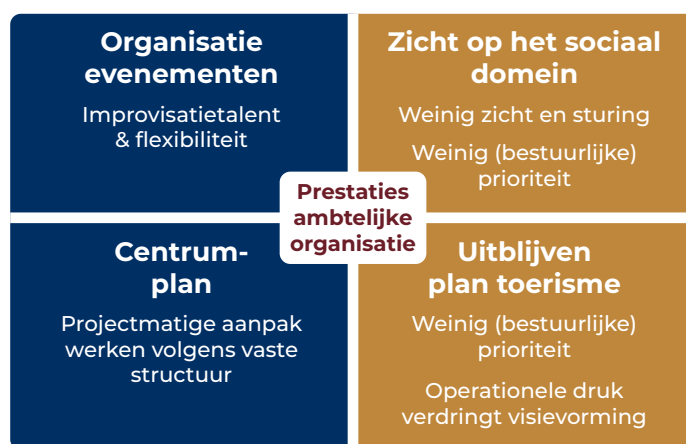 Organisatie
evenementen
Improvisatietalent
& flexibiliteit
Zicht op het sociaal
domein
Weinig zicht en sturing
Weinig (bestuurlijke)
prioriteit
Prestaties
ambtelijke
organisatie
Centrum-
plan
Projectmatige aanpak
werken volgens vaste
structuur
Uitblijven
plan toerisme
Weinig (bestuurlijke)
prioriteit
Operationele druk
verdringt visievorming